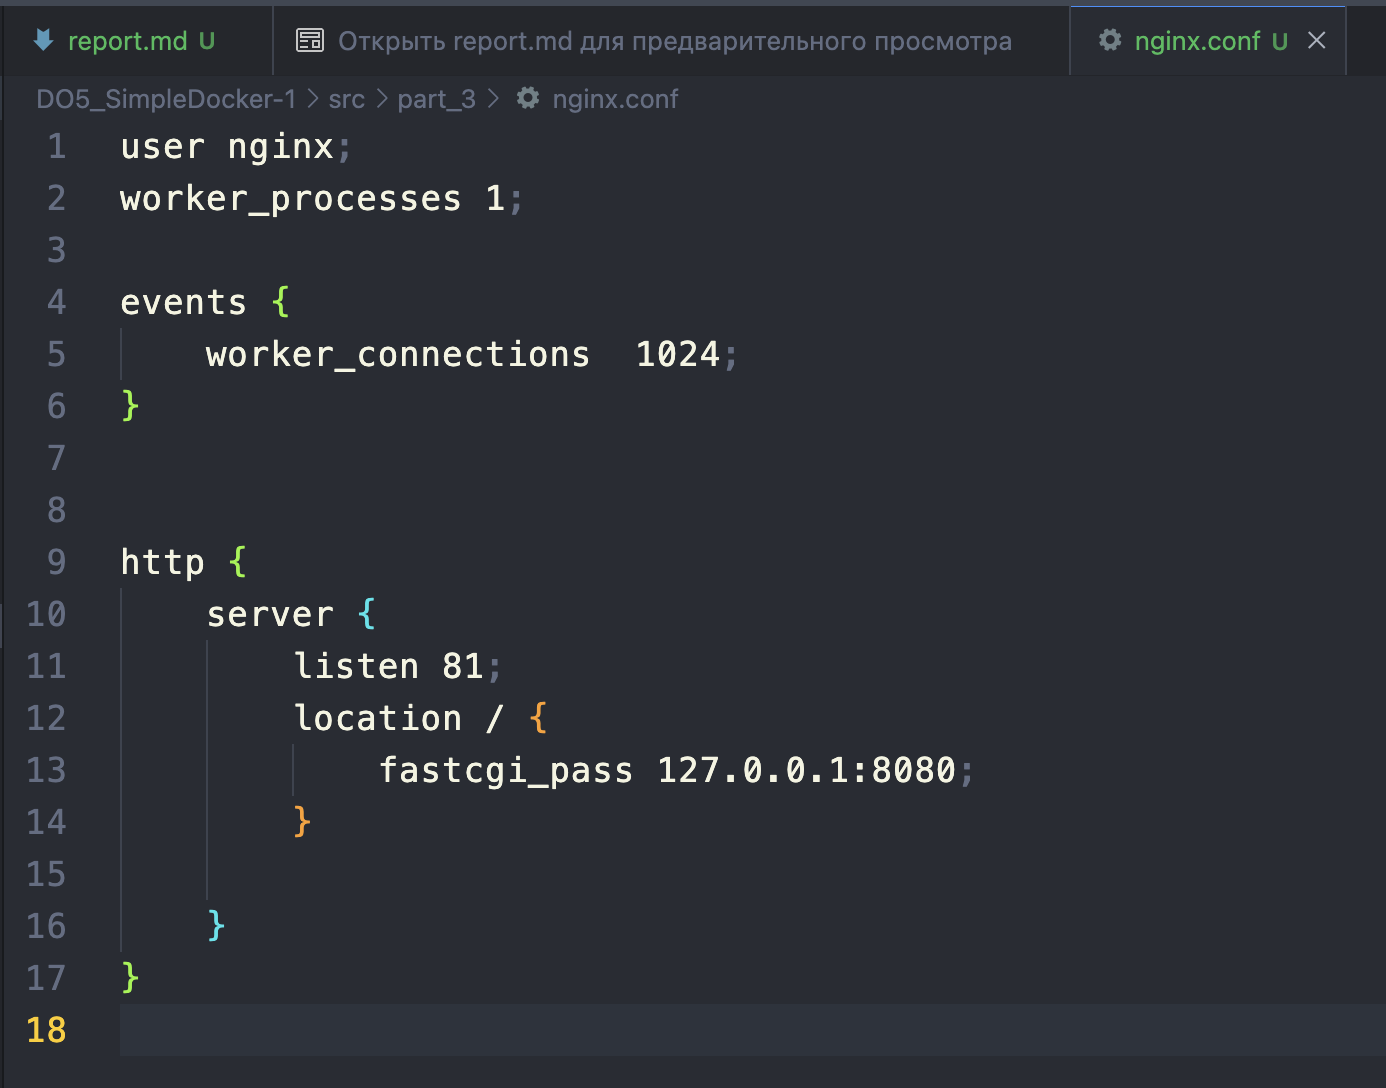 report.md U
Открыть report.md для предварительного просмотра
nginx.conf U
DO5_SimpleDocker-1 > src > part_3 > nginx.conf
1 user nginx;
2 worker_processes 1;
3
4 events {
5     worker_connections  1024;
6 }
7
8
9 http {
10     server {
11         listen 81;
12         location / {
13             fastcgi_pass 127.0.0.1:8080;
14         }
15
16     }
17 }
18